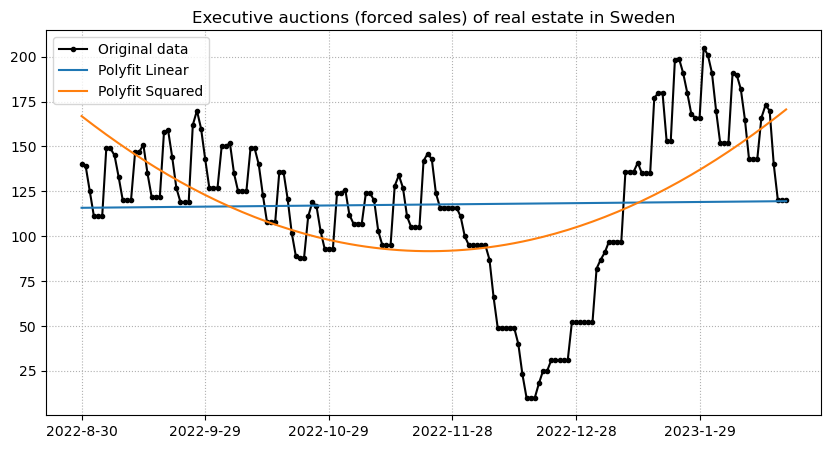 Executive auctions (forced sales) of real estate in Sweden
Original data
Polyfit Linear
Polyfit Squared
200
175
150
125
100
75
50
25
2022-8-30 2022-9-29 2022-10-29 2022-11-28 2022-12-28 2023-1-29